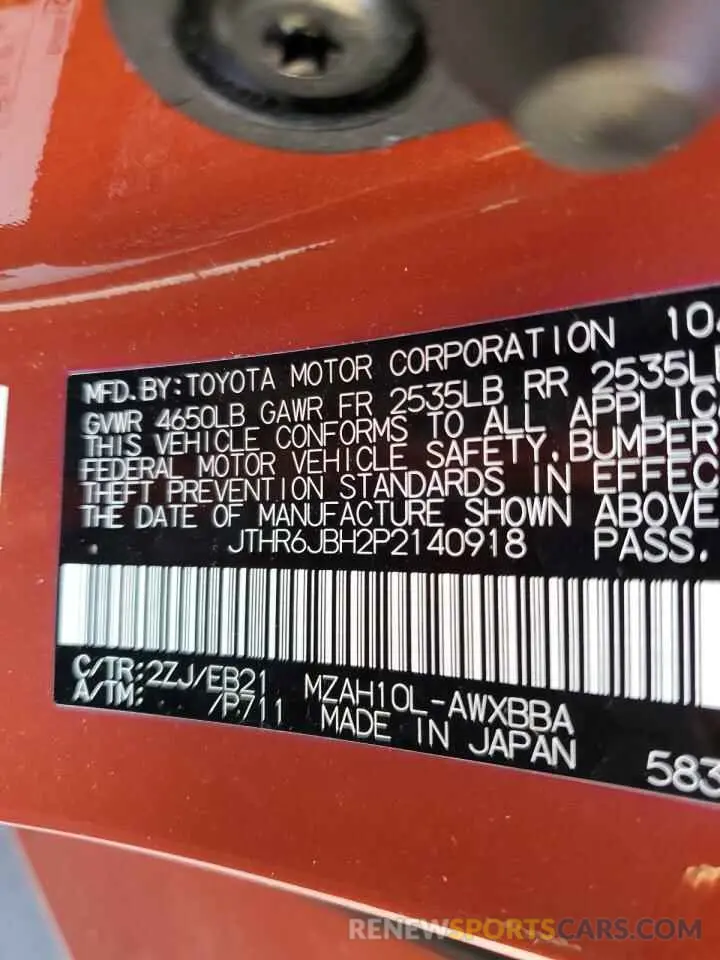 MFD. BY: TOYOTA MOTOR CORPORATION 10
GVWR 4650LB GAWR FR 2535LB RR 2535L
THIS VEHICLE CONFORMS TO ALL APPLIC
FEDERAL MOTOR VEHICLE SAFETY, BUMPER
THEFT PREVENTION STANDARDS IN EFFEC
THE DATE OF MANUFACTURE SHOWN ABOVE
JTHR6JBH2P2140918 PASS.
C/TR: 2ZJ/EB21 MZAH10L-AWXBBA
A/TM: /P711 MADE IN JAPAN 583
RENEWSPORTSCARS.COM